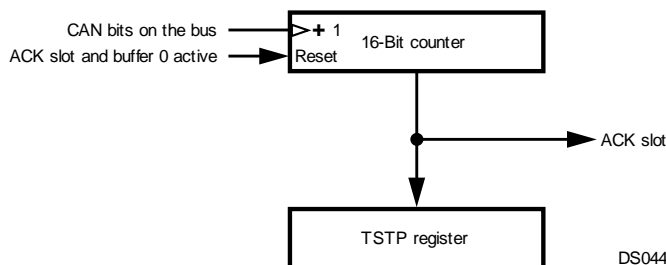 CAN bits on the bus
+ 1
16-Bit counter
ACK slot and buffer 0 active
Reset
ACK slot
TSTP register
DS044